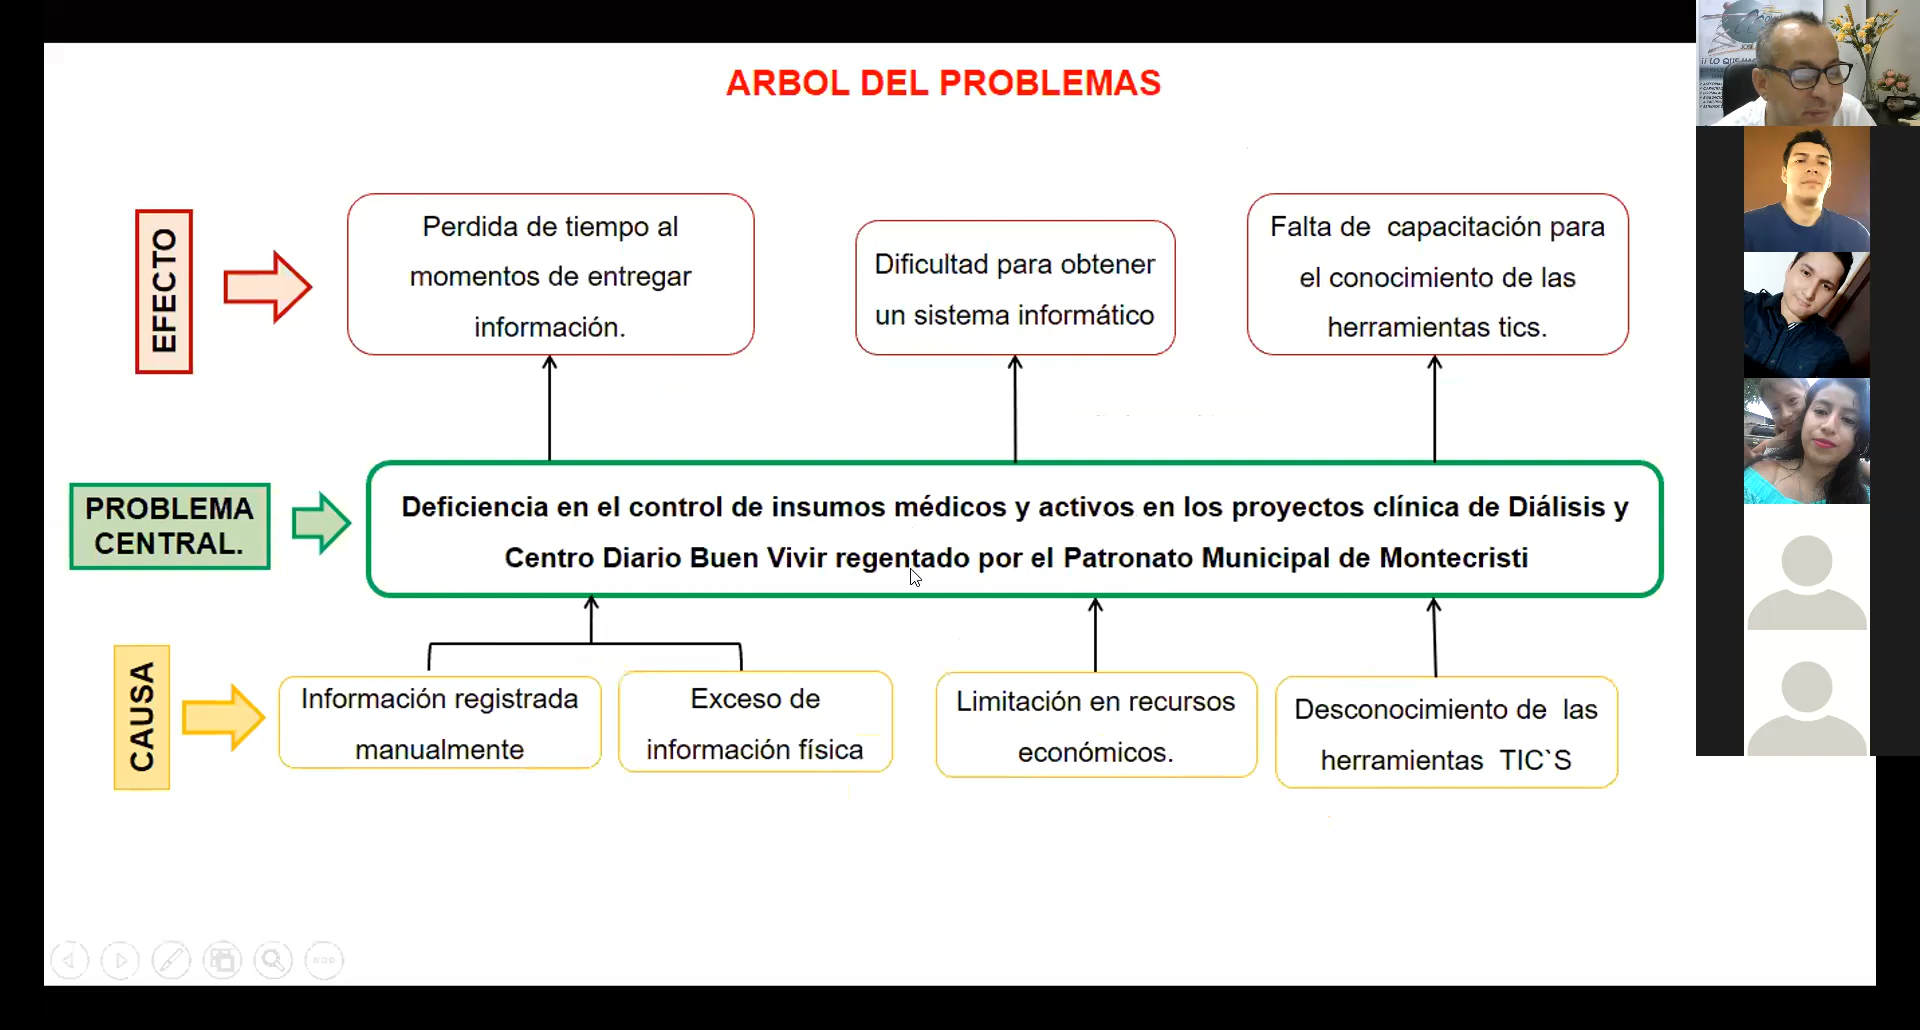 ARBOL DEL PROBLEMAS
EFECTO
Perdida de tiempo al
momentos de entregar
información.
Dificultad para obtener
un sistema informático
Falta de capacitación para
el conocimiento de las
herramientas tics.
PROBLEMA
CENTRAL.
Deficiencia en el control de insumos médicos y activos en los proyectos clínica de Diálisis y
Centro Diario Buen Vivir regentado por el Patronato Municipal de Montecristi
CAUSA
Información registrada
manualmente
Exceso de
información física
Limitación en recursos
económicos.
Desconocimiento de las
herramientas TIC`S